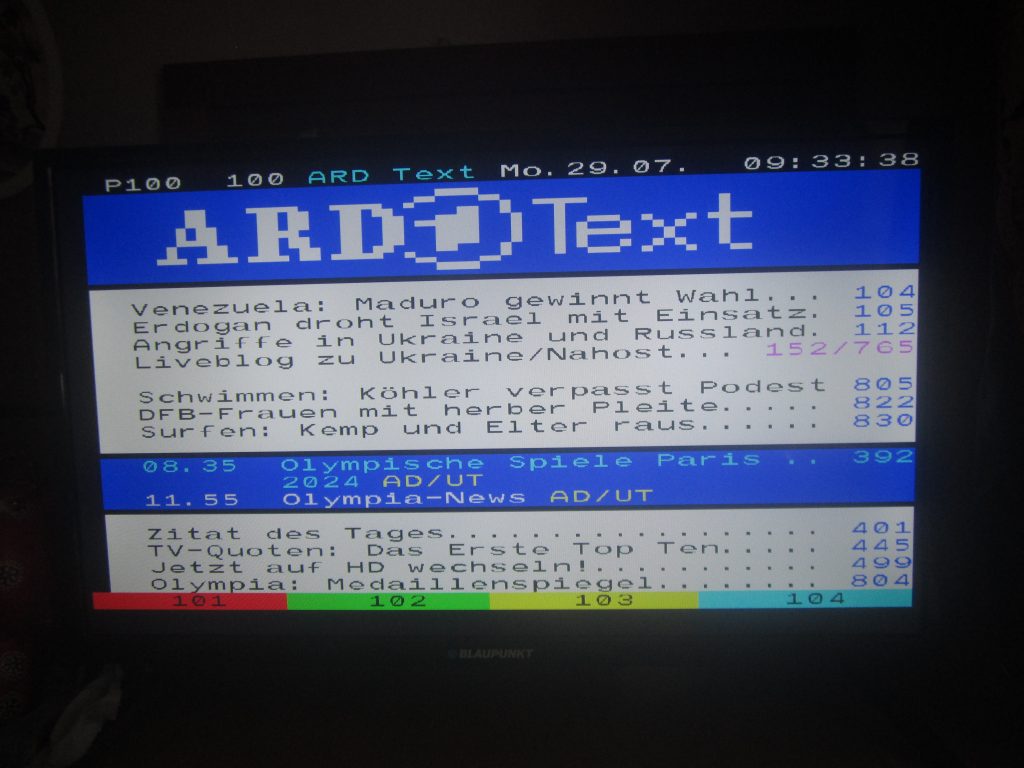 P100 100 ARD Text Mo.29.07. 09:33:38
ARD 1 Text
Venezuela: Maduro gewinnt Wahl... 104
Erdogan droht Israel mit Einsatz. 105
Angriffe in Ukraine und Russland. 112
Liveblog zu Ukraine/Nahost... 152/765
Schwimmen: Köhler verpasst Podest 805
DFB-Frauen mit herber Pleite..... 822
Surfen: Kemp und Elter raus...... 830
08.35 Olympische Spiele Paris .. 392
2024 AD/UT
11.55 Olympia-News AD/UT
Zitat des Tages.................. 401
TV-Quoten: Das Erste Top Ten..... 445
Jetzt auf HD wechseln!........... 499
Olympia: Medaillenspiegel........ 804
101 102 103 104
BLAUPUNKT